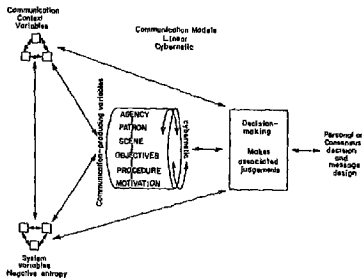 Communication
Context
Variables
Communication Models
Linear
Cybernetic
Communication-producing variables
AGENCY
PATRON
SCENE
OBJECTIVES
PROCEDURE
MOTIVATION
cybernetic
Decision-
making
Makes
associated
judgements
Personal or
Consensus
decision
and
message
design
System
Variables
Negative entropy